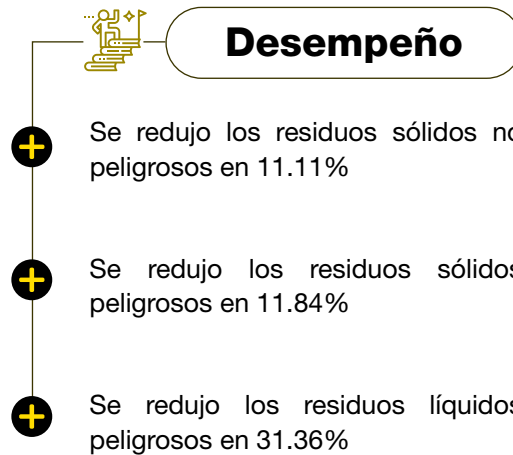 Desempeño
Se redujo los residuos sólidos no
peligrosos en 11.11%
Se redujo los residuos sólidos
peligrosos en 11.84%
Se redujo los residuos líquidos
peligrosos en 31.36%